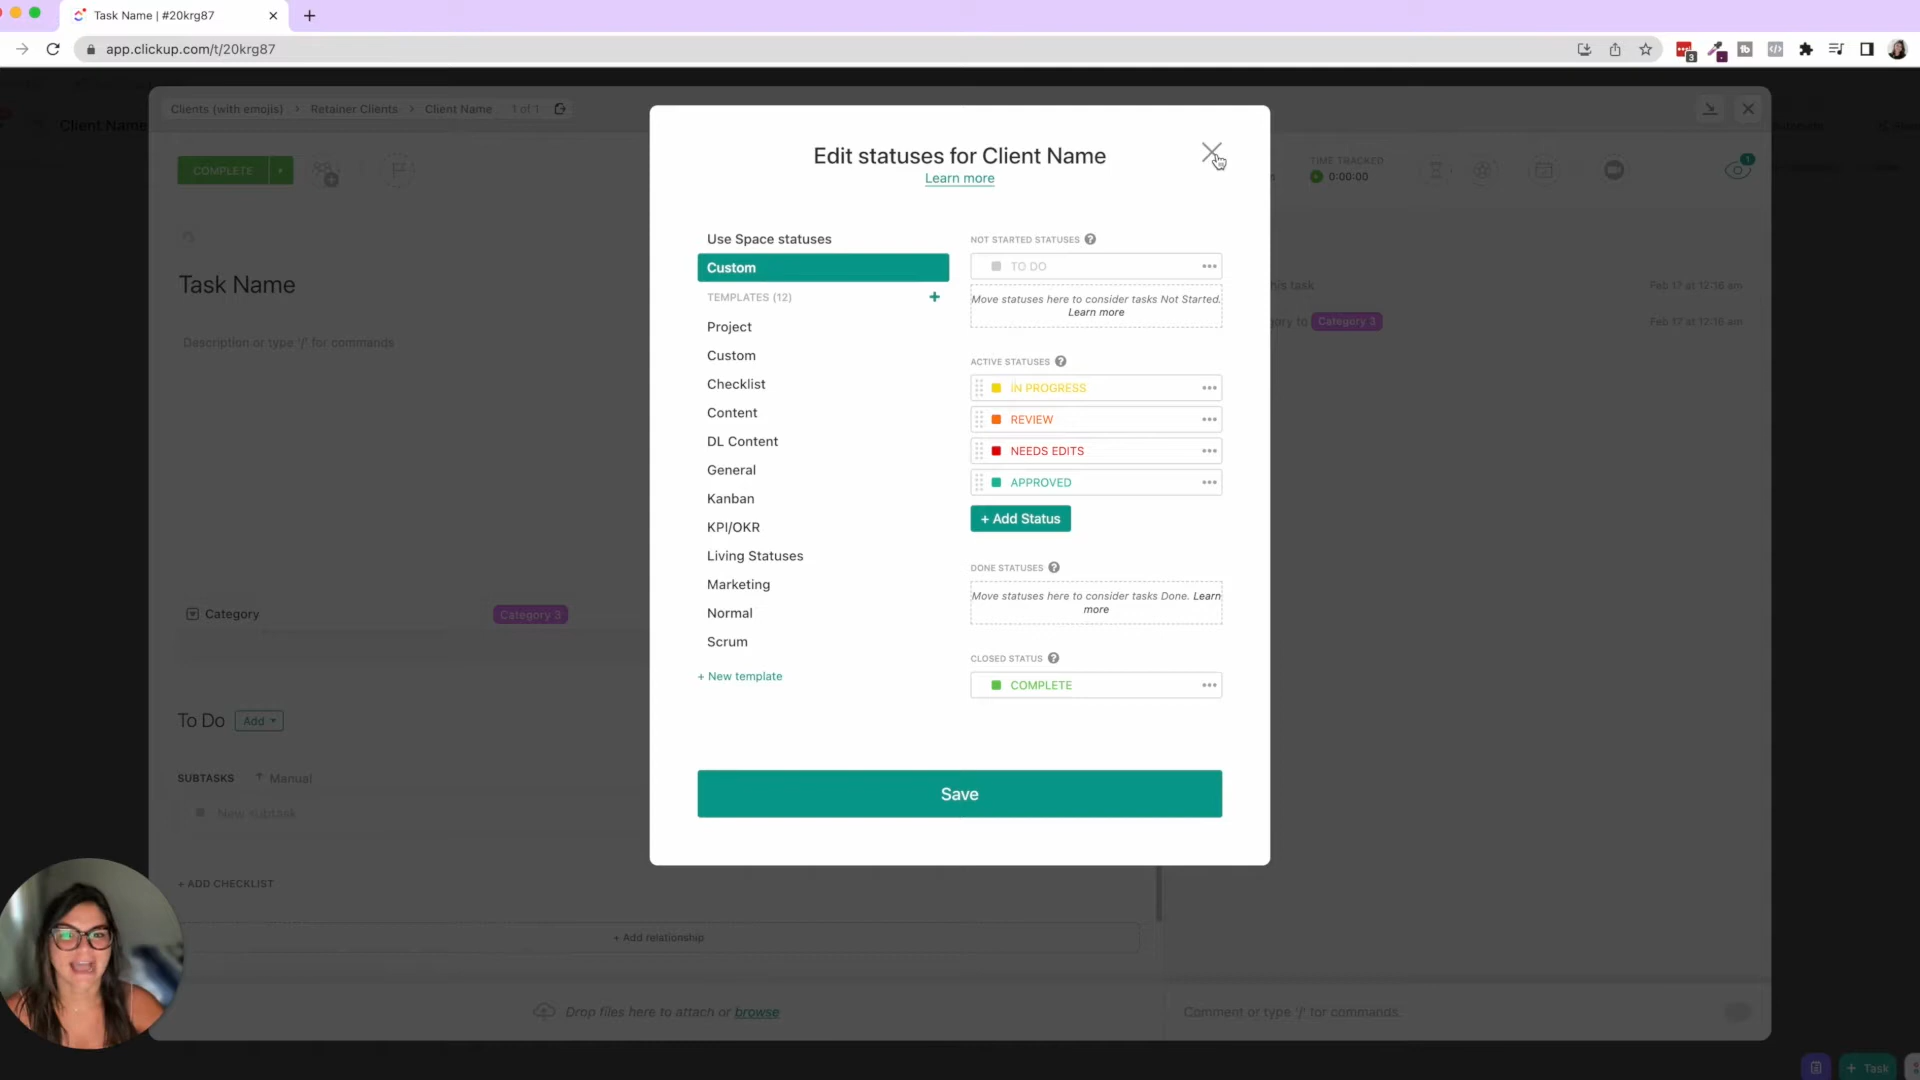 Task Name | #20krg87
app.clickup.com/t/20krg87
3
Clients (with emojis) > Retainer Clients > Client Name 1 of 1
Client Name
COMPLETE
TIME TRACKED
0:00:00
1
Task Name
Description or type '/' for commands
Category
Category 3
To Do Add
SUBTASKS Manual
New subtask
+ ADD CHECKLIST
+ Add relationship
Drop files here to attach or browse
Edit statuses for Client Name
Learn more
Use Space statuses
Custom
TEMPLATES (12)
+
Project
Custom
Checklist
Content
DL Content
General
Kanban
KPI/OKR
Living Statuses
Marketing
Normal
Scrum
+ New template
NOT STARTED STATUSES
TO DO
Move statuses here to consider tasks Not Started.
Learn more
ACTIVE STATUSES
IN PROGRESS
REVIEW
NEEDS EDITS
APPROVED
+ Add Status
DONE STATUSES
Move statuses here to consider tasks Done. Learn
more
CLOSED STATUS
COMPLETE
Save
this task
Feb 17 at 12:16 am
to Category 3
Feb 17 at 12:16 am
Comment or type '/' for commands
+ Task